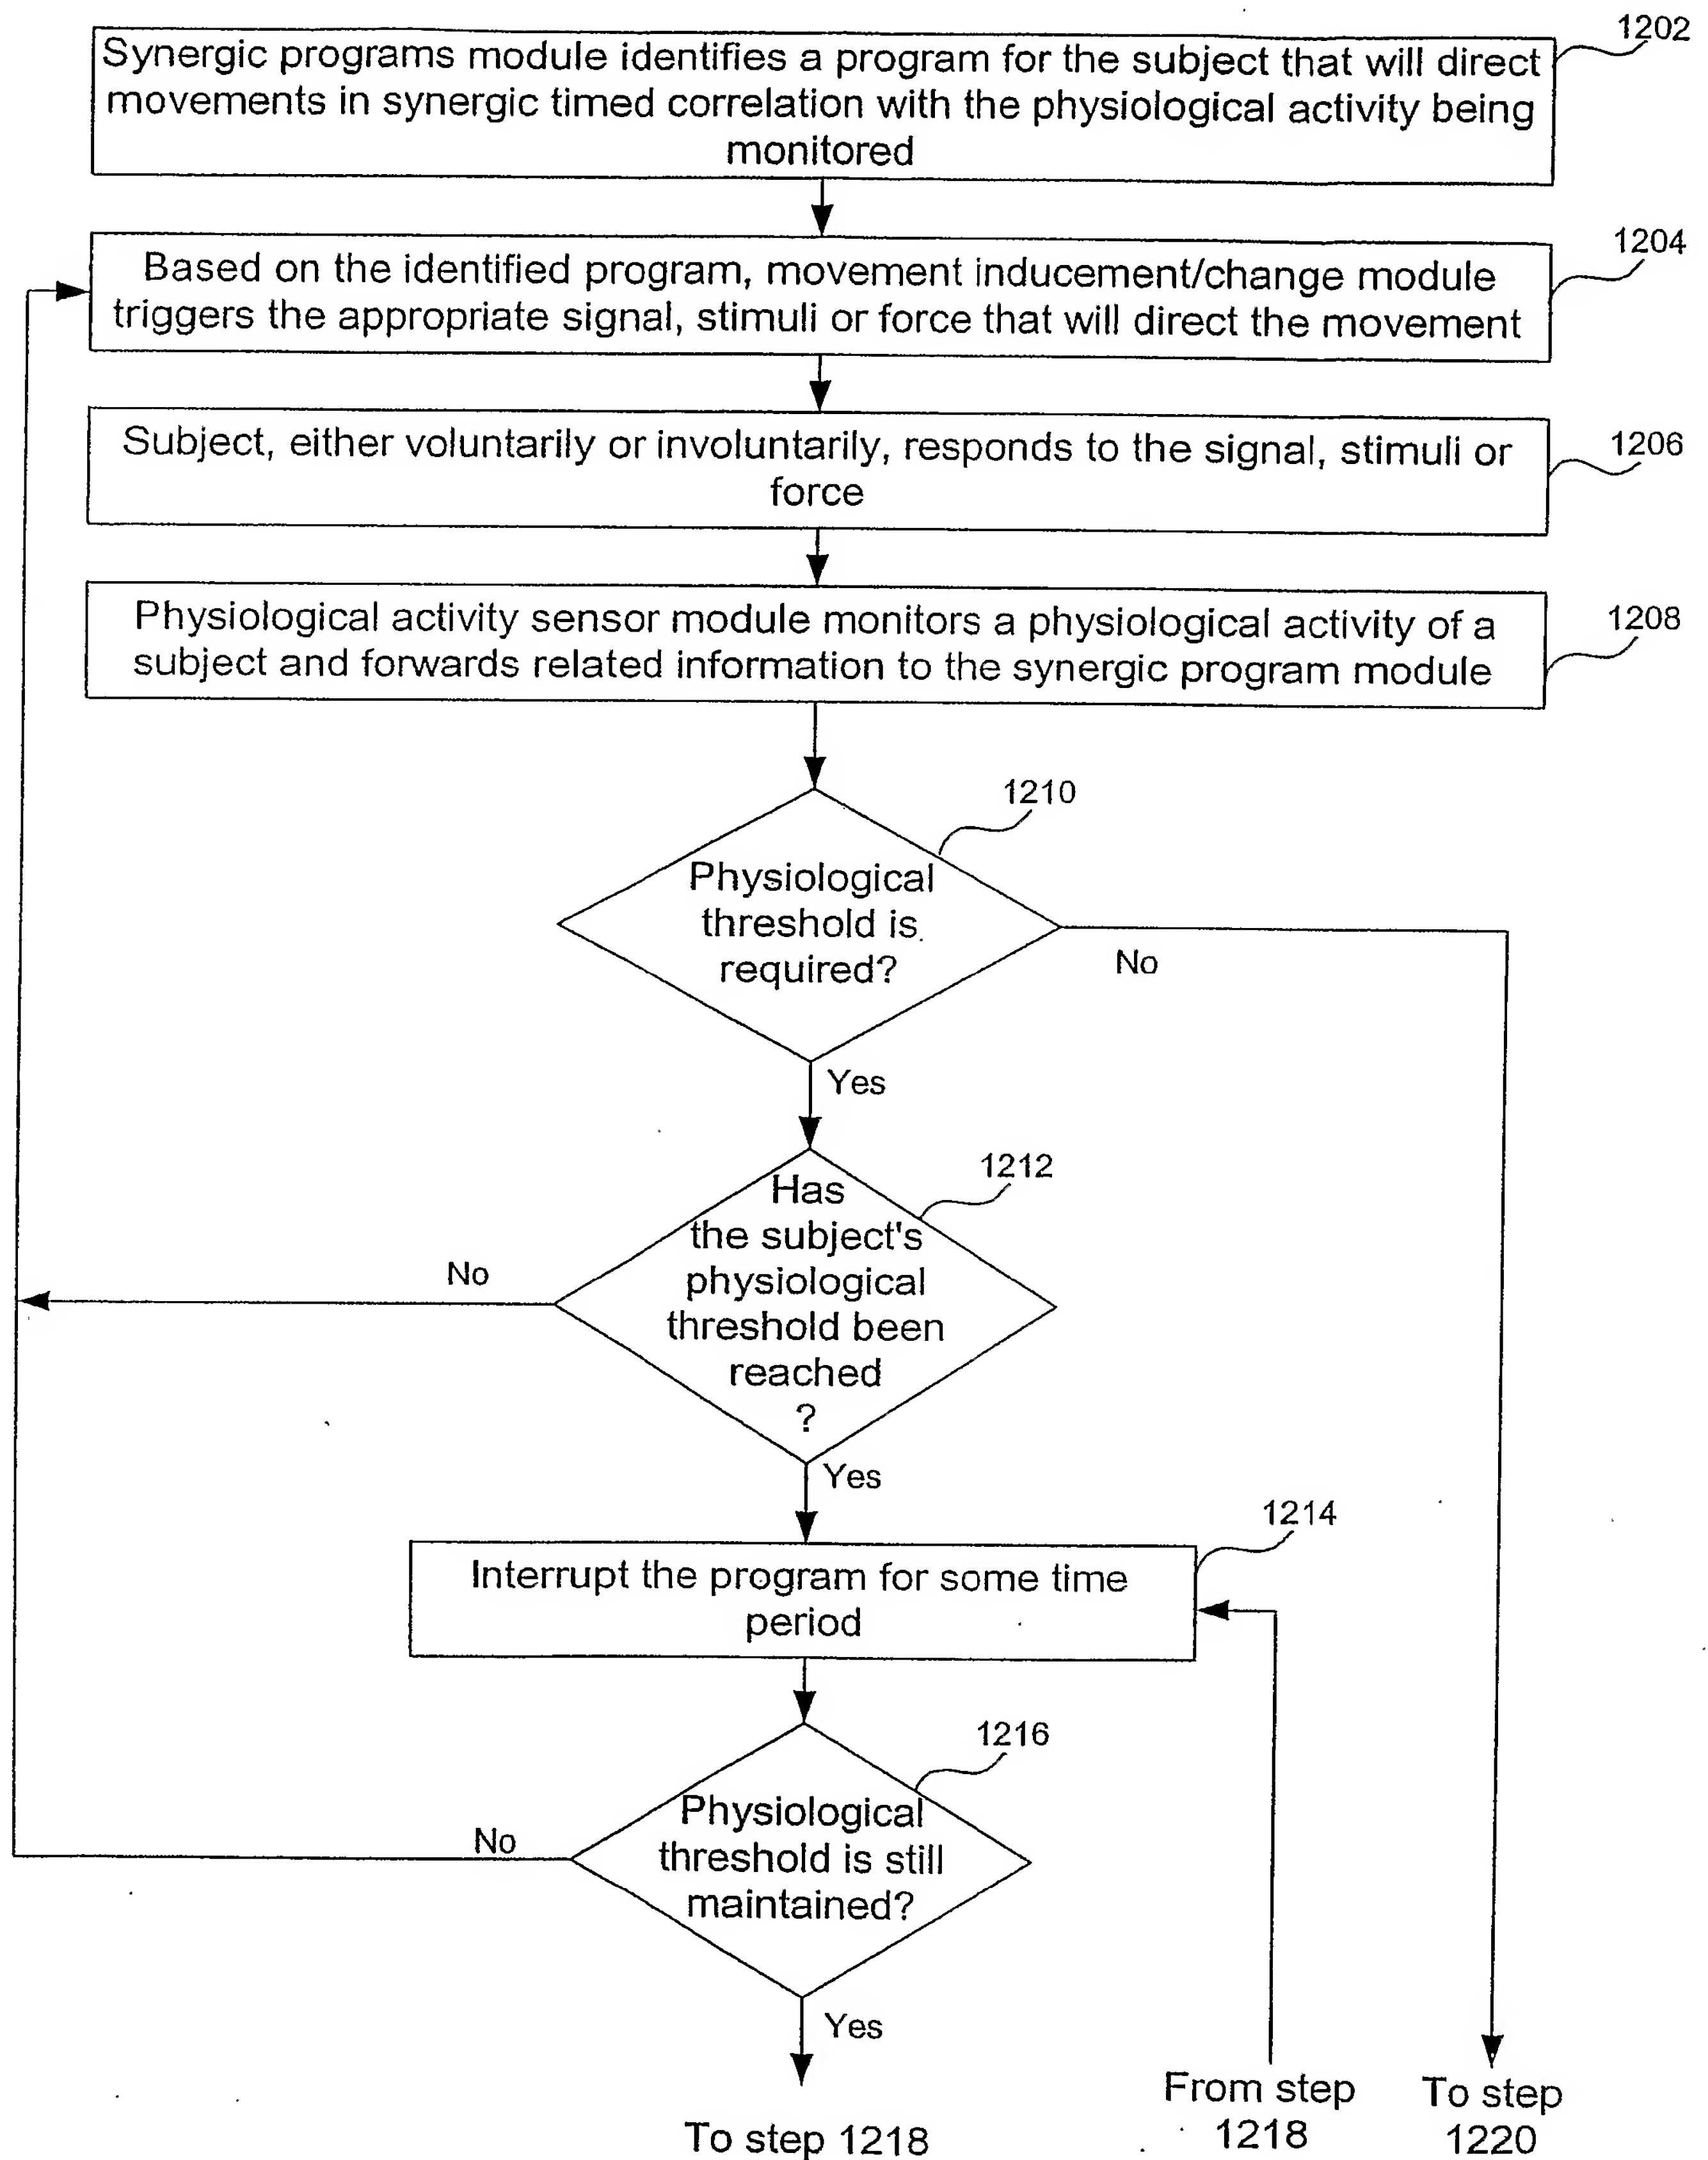 1202
Synergic programs module identifies a program for the subject that will direct
movements in synergic timed correlation with the physiological activity being
monitored
1204
Based on the identified program, movement inducement/change module
triggers the appropriate signal, stimuli or force that will direct the movement
1206
Subject, either voluntarily or involuntarily, responds to the signal, stimuli or
force
1208
Physiological activity sensor module monitors a physiological activity of a
subject and forwards related information to the synergic program module
1210
Physiological
threshold is
required?
No
Yes
1212
Has
the subject's
physiological
threshold been
reached
?
No
Yes
1214
Interrupt the program for some time
period
1216
Physiological
threshold is still
maintained?
No
Yes
To step 1218
From step
1218
To step
1220